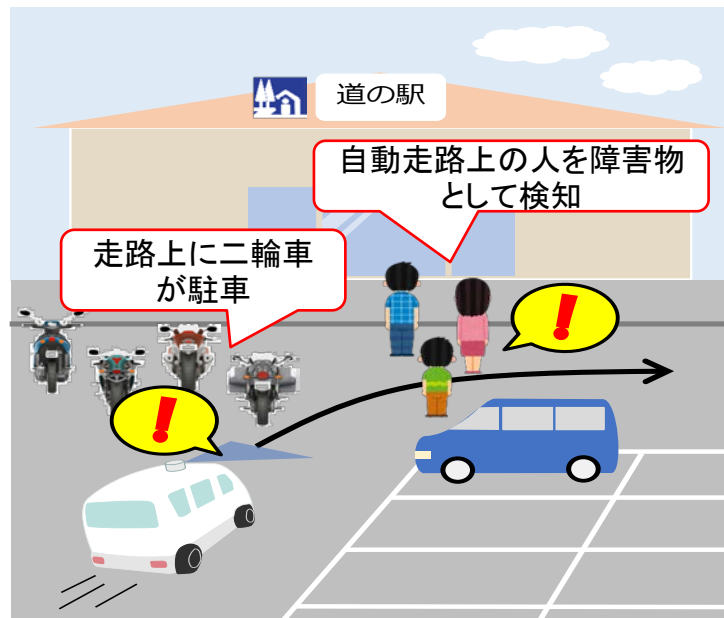 道の駅
自動走路上の人を障害物
として検知
走路上に二輪車
が駐車
!
!